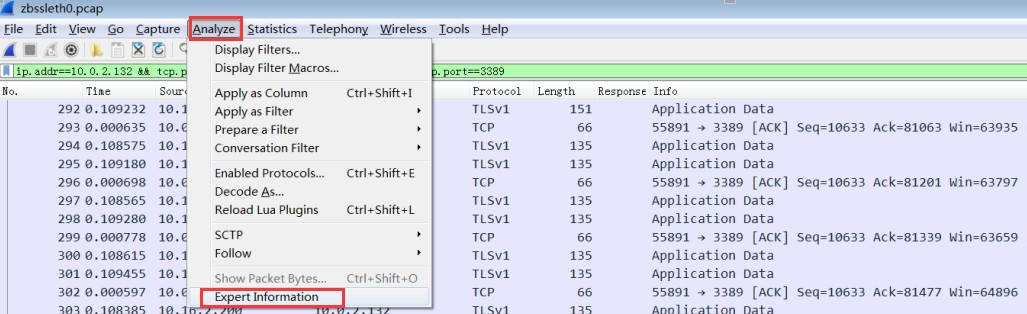 zbssleth0.pcap
File Edit View Go Capture Analyze Statistics Telephony Wireless Tools Help
ip.addr==10.0.2.132 && tcp.p p.port==3389
No. Time Sourc Protocol Length Response Info
292 0.109232 10.1 TLSv1 151 Application Data
293 0.000635 10.0 TCP 66 55891 → 3389 [ACK] Seq=10633 Ack=81063 Win=63935
294 0.108575 10.1 TLSv1 135 Application Data
295 0.109180 10.1 TLSv1 135 Application Data
296 0.000698 10.0 TCP 66 55891 → 3389 [ACK] Seq=10633 Ack=81201 Win=63797
297 0.108565 10.1 TLSv1 135 Application Data
298 0.109280 10.1 TLSv1 135 Application Data
299 0.000778 10.0 TCP 66 55891 → 3389 [ACK] Seq=10633 Ack=81339 Win=63659
300 0.108615 10.1 TLSv1 135 Application Data
301 0.109455 10.1 TLSv1 135 Application Data
302 0.000597 10.0 TCP 66 55891 → 3389 [ACK] Seq=10633 Ack=81477 Win=64896
303 0.108385 10.16.2.200 10.0.2.132 TLSv1 135 Application Data
Display Filters...
Display Filter Macros...
Apply as Column Ctrl+Shift+I
Apply as Filter
Prepare a Filter
Conversation Filter
Enabled Protocols... Ctrl+Shift+E
Decode As...
Reload Lua Plugins Ctrl+Shift+L
SCTP
Follow
Show Packet Bytes... Ctrl+Shift+O
Expert Information